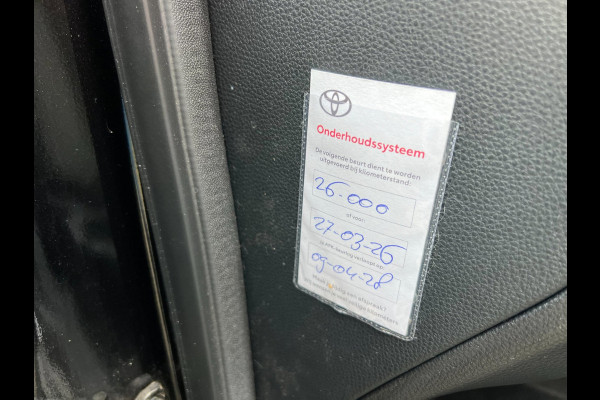 Onderhoudssysteem
De volgende beurt dient te worden
uitgevoerd bij kilometerstand:
26.000
of voor:
27-03-26
09-04-28